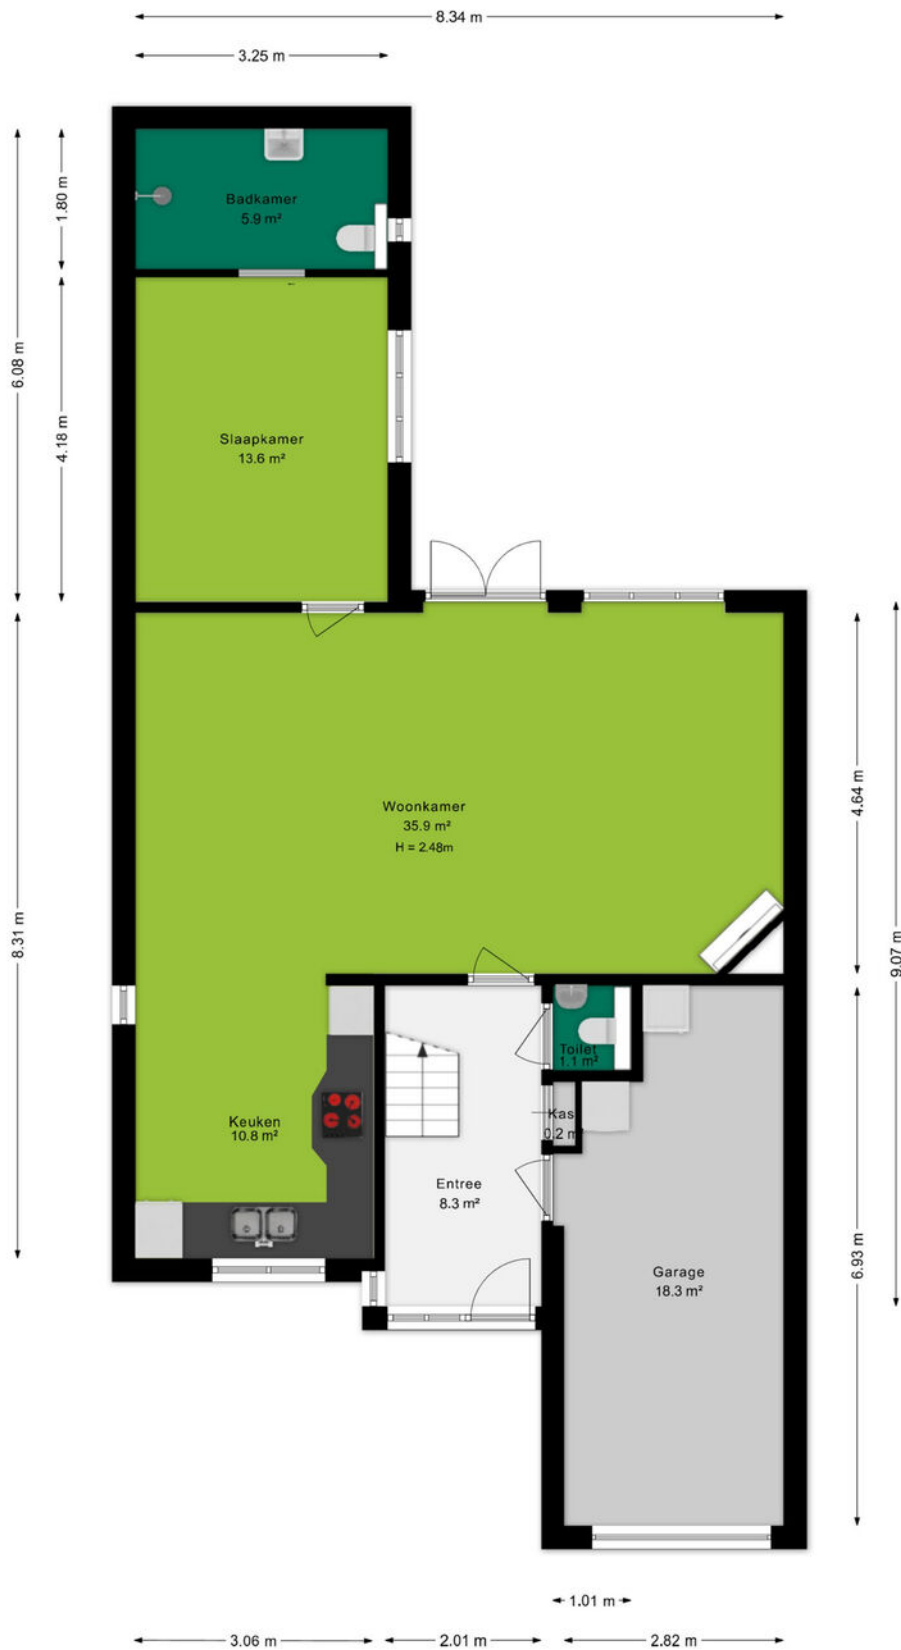 8.34 m
3.25 m
1.80 m
6.08 m
4.18 m
Badkamer
5.9 m²
Slaapkamer
13.6 m²
Woonkamer
35.9 m²
H = 2.48m
4.64 m
8.31 m
9.07 m
Keuken
10.8 m²
Toilet
1.1 m²
Kas
0.2 m
Entree
8.3 m²
Garage
18.3 m²
6.93 m
1.01 m
3.06 m
2.01 m
2.82 m